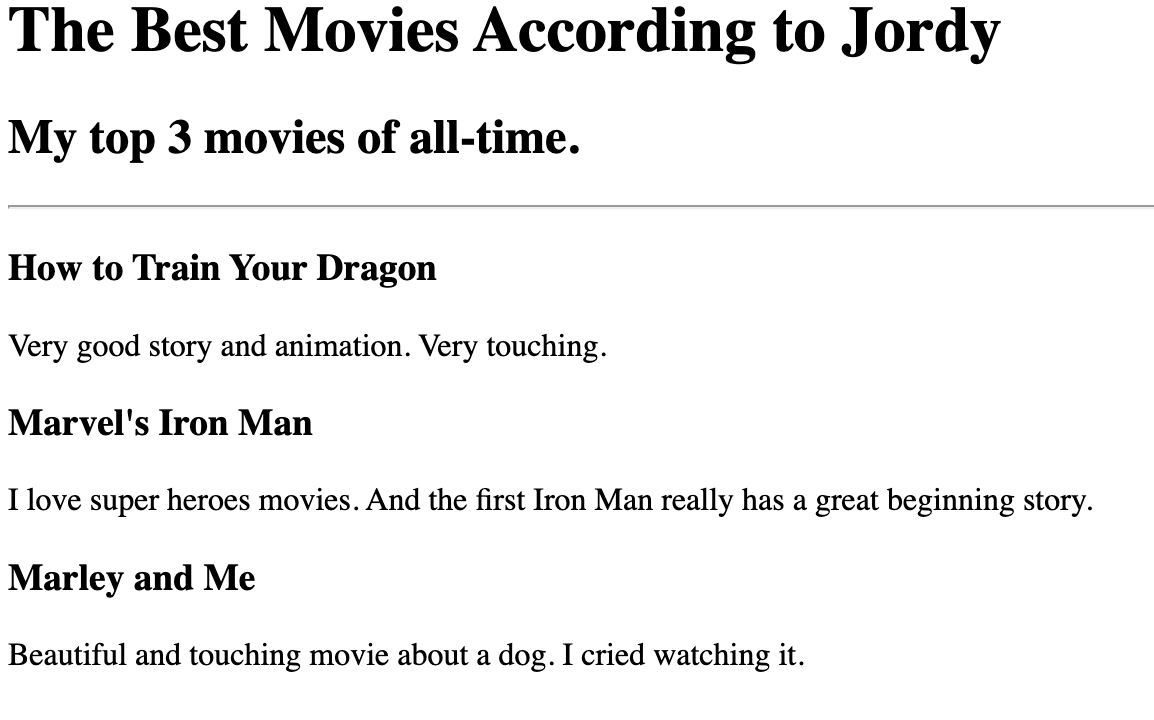 The Best Movies According to Jordy
My top 3 movies of all-time.
How to Train Your Dragon
Very good story and animation. Very touching.
Marvel's Iron Man
I love super heroes movies. And the first Iron Man really has a great beginning story.
Marley and Me
Beautiful and touching movie about a dog. I cried watching it.